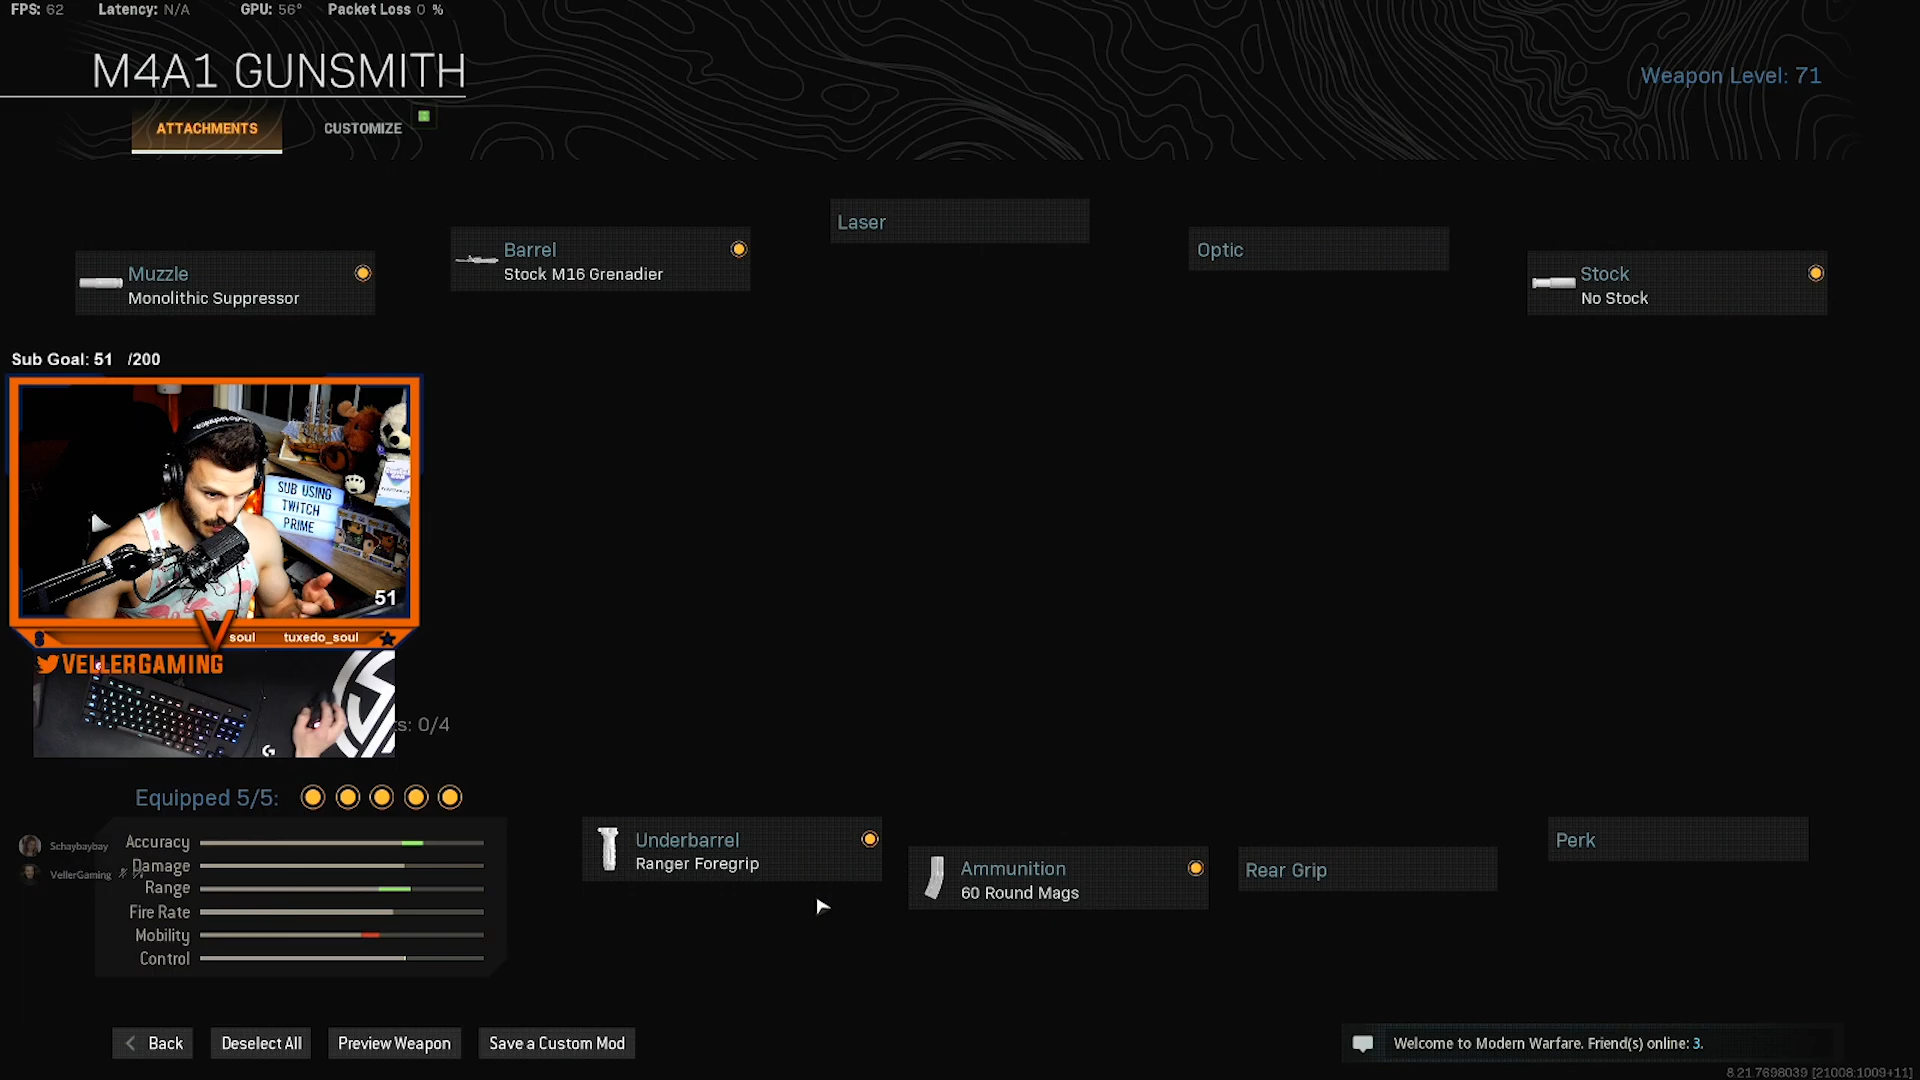 FPS: 62 Latency: N/A GPU: 56° Packet Loss 0 %
M4A1 GUNSMITH
Weapon Level: 71
ATTACHMENTS
CUSTOMIZE
Laser
Barrel
Stock M16 Grenadier
Optic
Muzzle
Monolithic Suppressor
Stock
No Stock
Sub Goal: 51 /200
SUB USING
TWITCH
PRIME
51
soul tuxedo_soul
VELLERGAMING
s: 0/4
Equipped 5/5:
Accuracy
Damage
Range
Fire Rate
Mobility
Control
Schaybaybay
VellerGaming
Underbarrel
Ranger Foregrip
Ammunition
60 Round Mags
Rear Grip
Perk
Back
Deselect All
Preview Weapon
Save a Custom Mod
Welcome to Modern Warfare. Friend(s) online: 3.
8.21.7698039 [21008:1009+11]